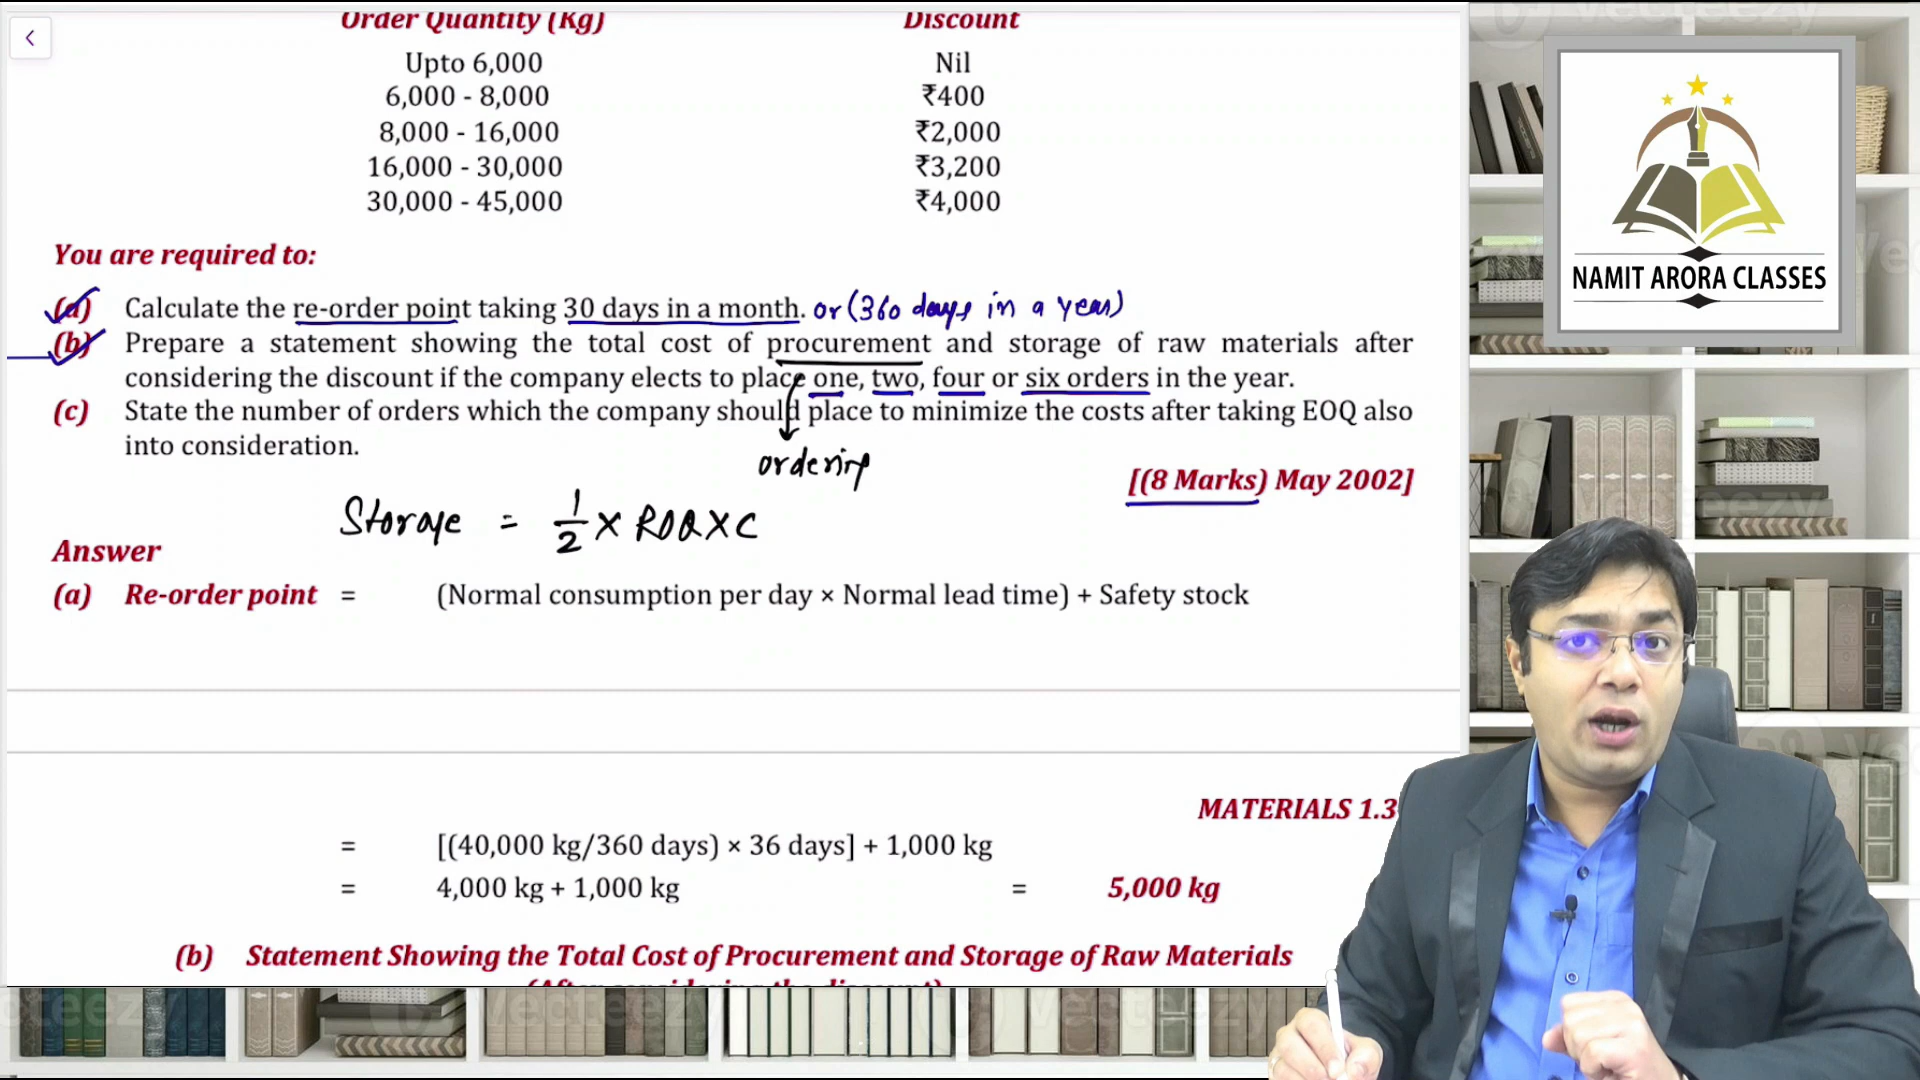 Order Quantity (Kg) Discount
Upto 6,000 Nil
6,000 - 8,000 ₹400
8,000 - 16,000 ₹2,000
16,000 - 30,000 ₹3,200
30,000 - 45,000 ₹4,000
You are required to:
(a) Calculate the re-order point taking 30 days in a month. or (360 days in a year)
(b) Prepare a statement showing the total cost of procurement and storage of raw materials after
considering the discount if the company elects to place one, two, four or six orders in the year.
(c) State the number of orders which the company should place to minimize the costs after taking EOQ also
into consideration.
ordering
[(8 Marks) May 2002]
Storage = 1/2 × ROQ × C
Answer
(a) Re-order point = (Normal consumption per day × Normal lead time) + Safety stock
MATERIALS 1.3
= [(40,000 kg/360 days) × 36 days] + 1,000 kg
= 4,000 kg + 1,000 kg = 5,000 kg
(b) Statement Showing the Total Cost of Procurement and Storage of Raw Materials
(After considering the discount)
NAMIT ARORA CLASSES